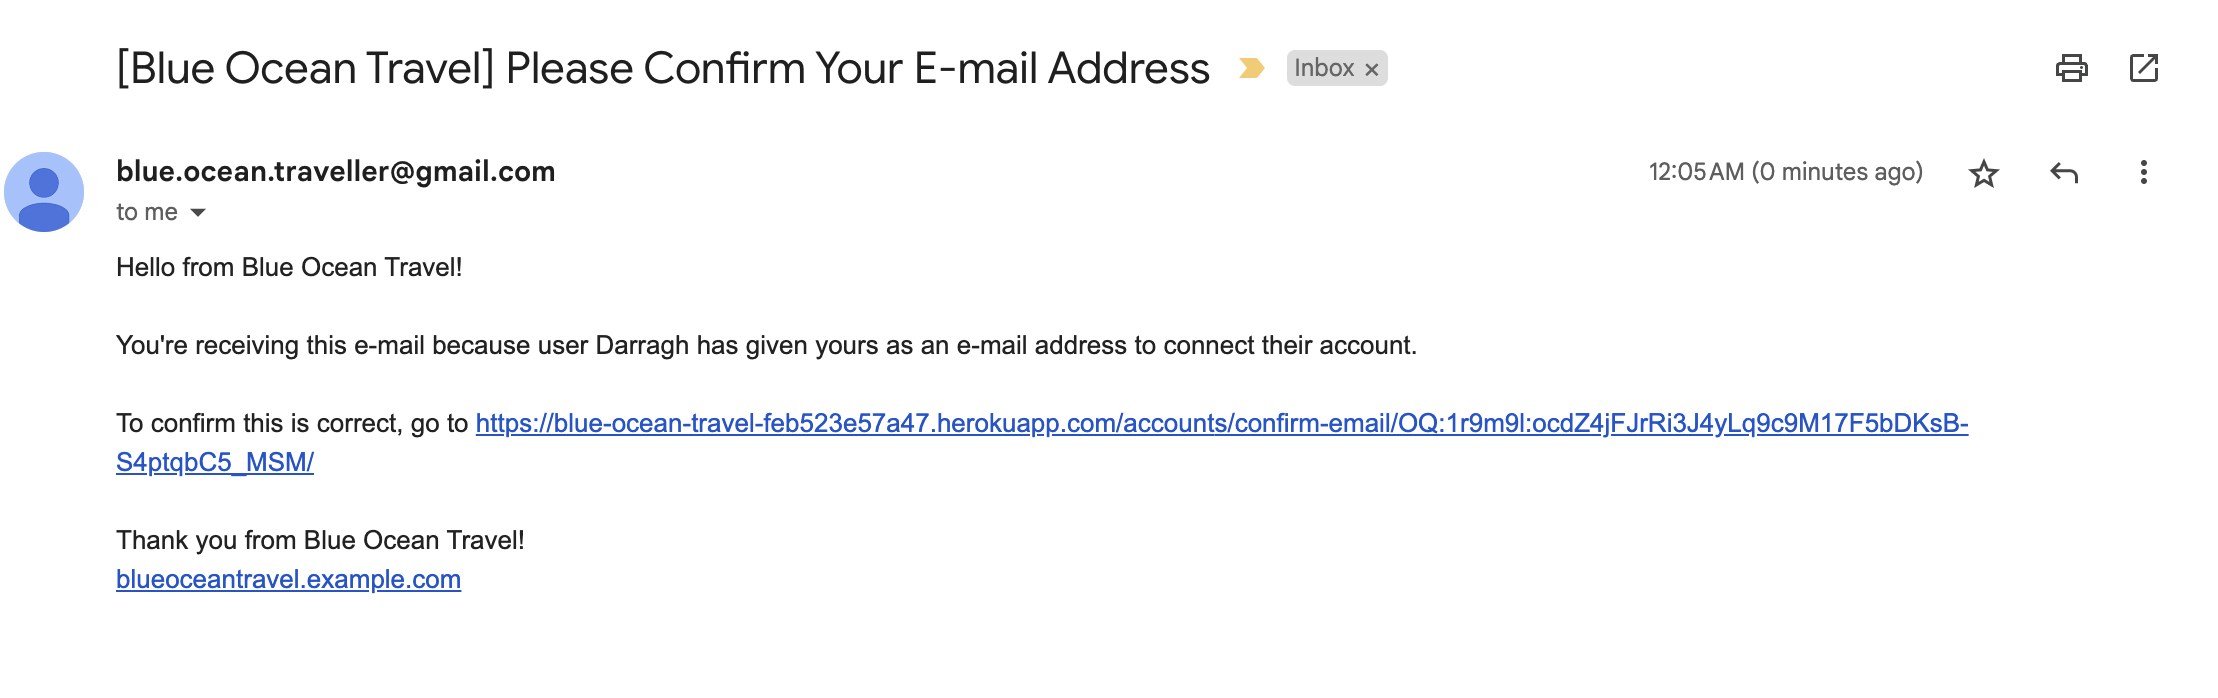 [Blue Ocean Travel] Please Confirm Your E-mail Address Inbox ×
blue.ocean.traveller@gmail.com 12:05 AM (0 minutes ago)
to me
Hello from Blue Ocean Travel!
You're receiving this e-mail because user Darragh has given yours as an e-mail address to connect their account.
To confirm this is correct, go to https://blue-ocean-travel-feb523e57a47.herokuapp.com/accounts/confirm-email/OQ:1r9m9l:ocdZ4jFJrRi3J4yLq9c9M17F5bDKsB-
S4ptqbC5_MSM/
Thank you from Blue Ocean Travel!
blueoceantravel.example.com